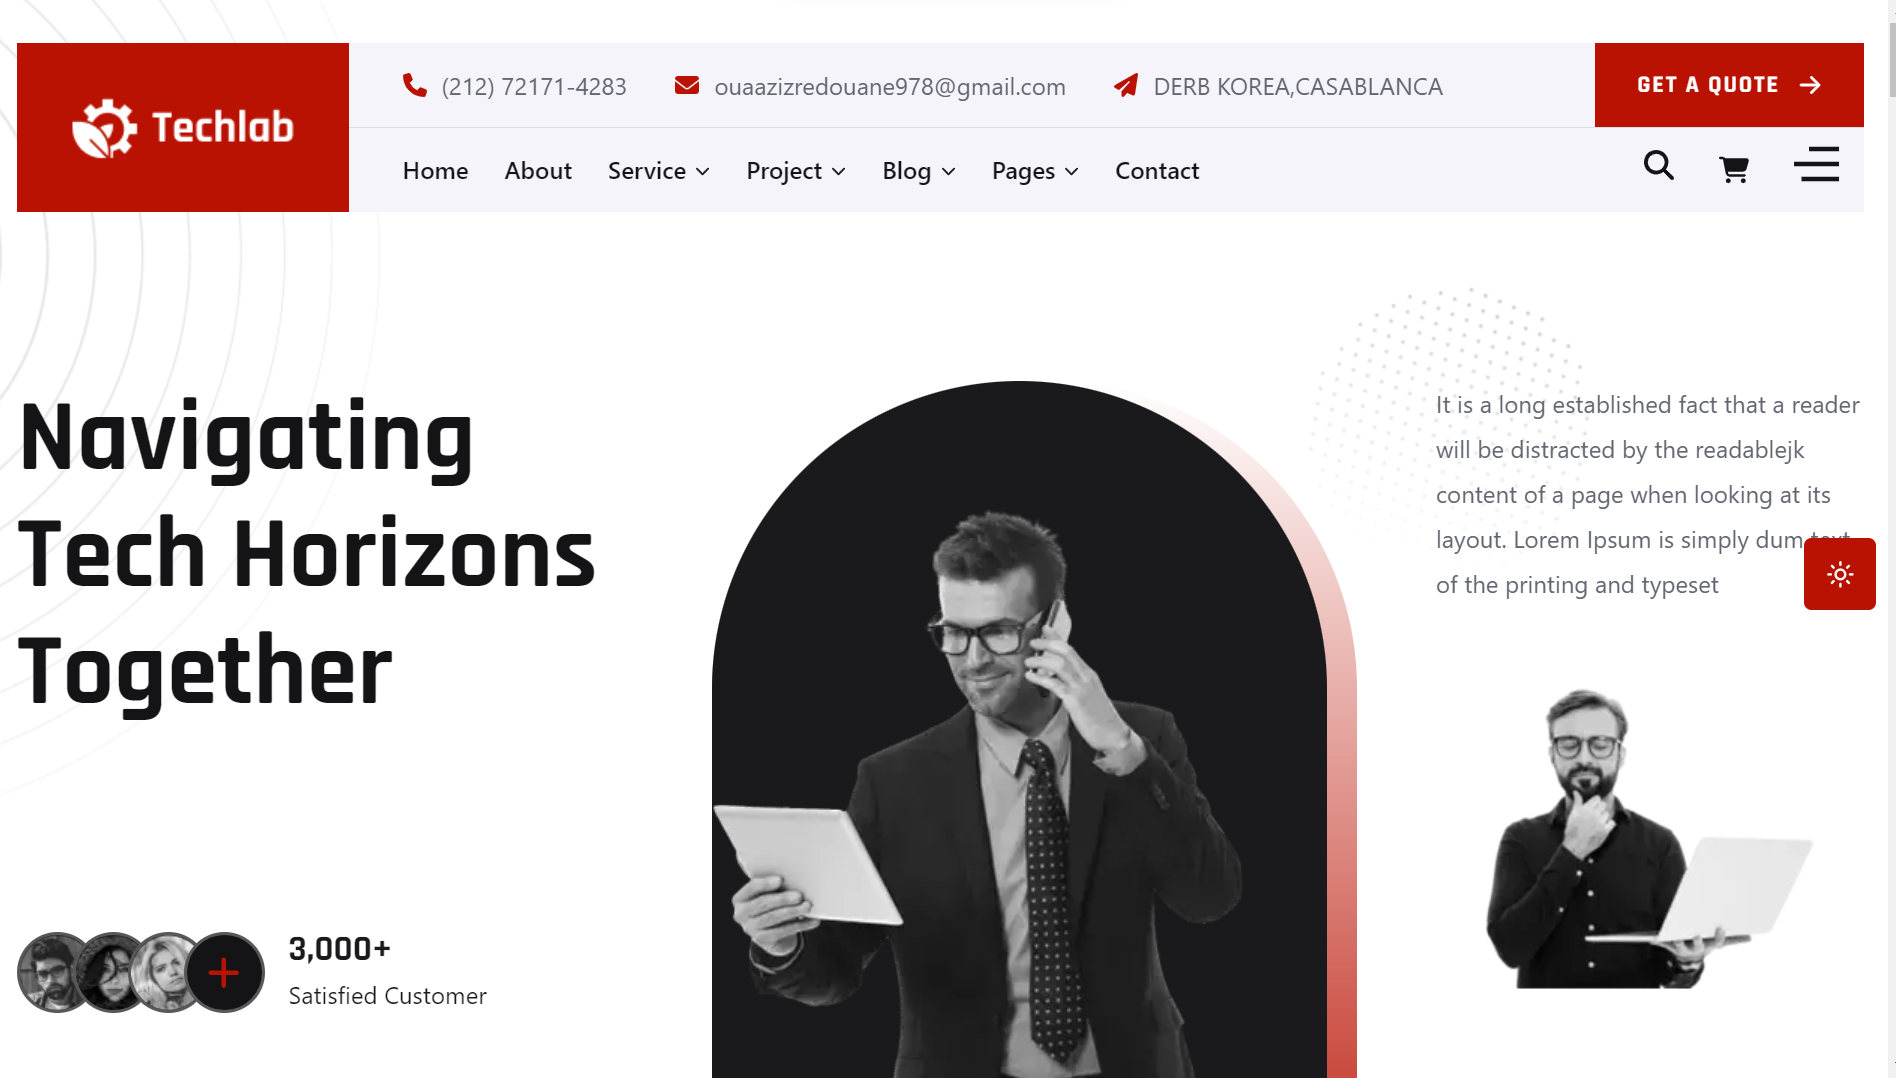 Techlab
(212) 72171-4283
ouaazizredouane978@gmail.com
DERB KOREA,CASABLANCA
GET A QUOTE
Home About Service Project Blog Pages Contact
Navigating
Tech Horizons
Together
It is a long established fact that a reader
will be distracted by the readablejk
content of a page when looking at its
layout. Lorem Ipsum is simply dum text
of the printing and typeset
3,000+
Satisfied Customer